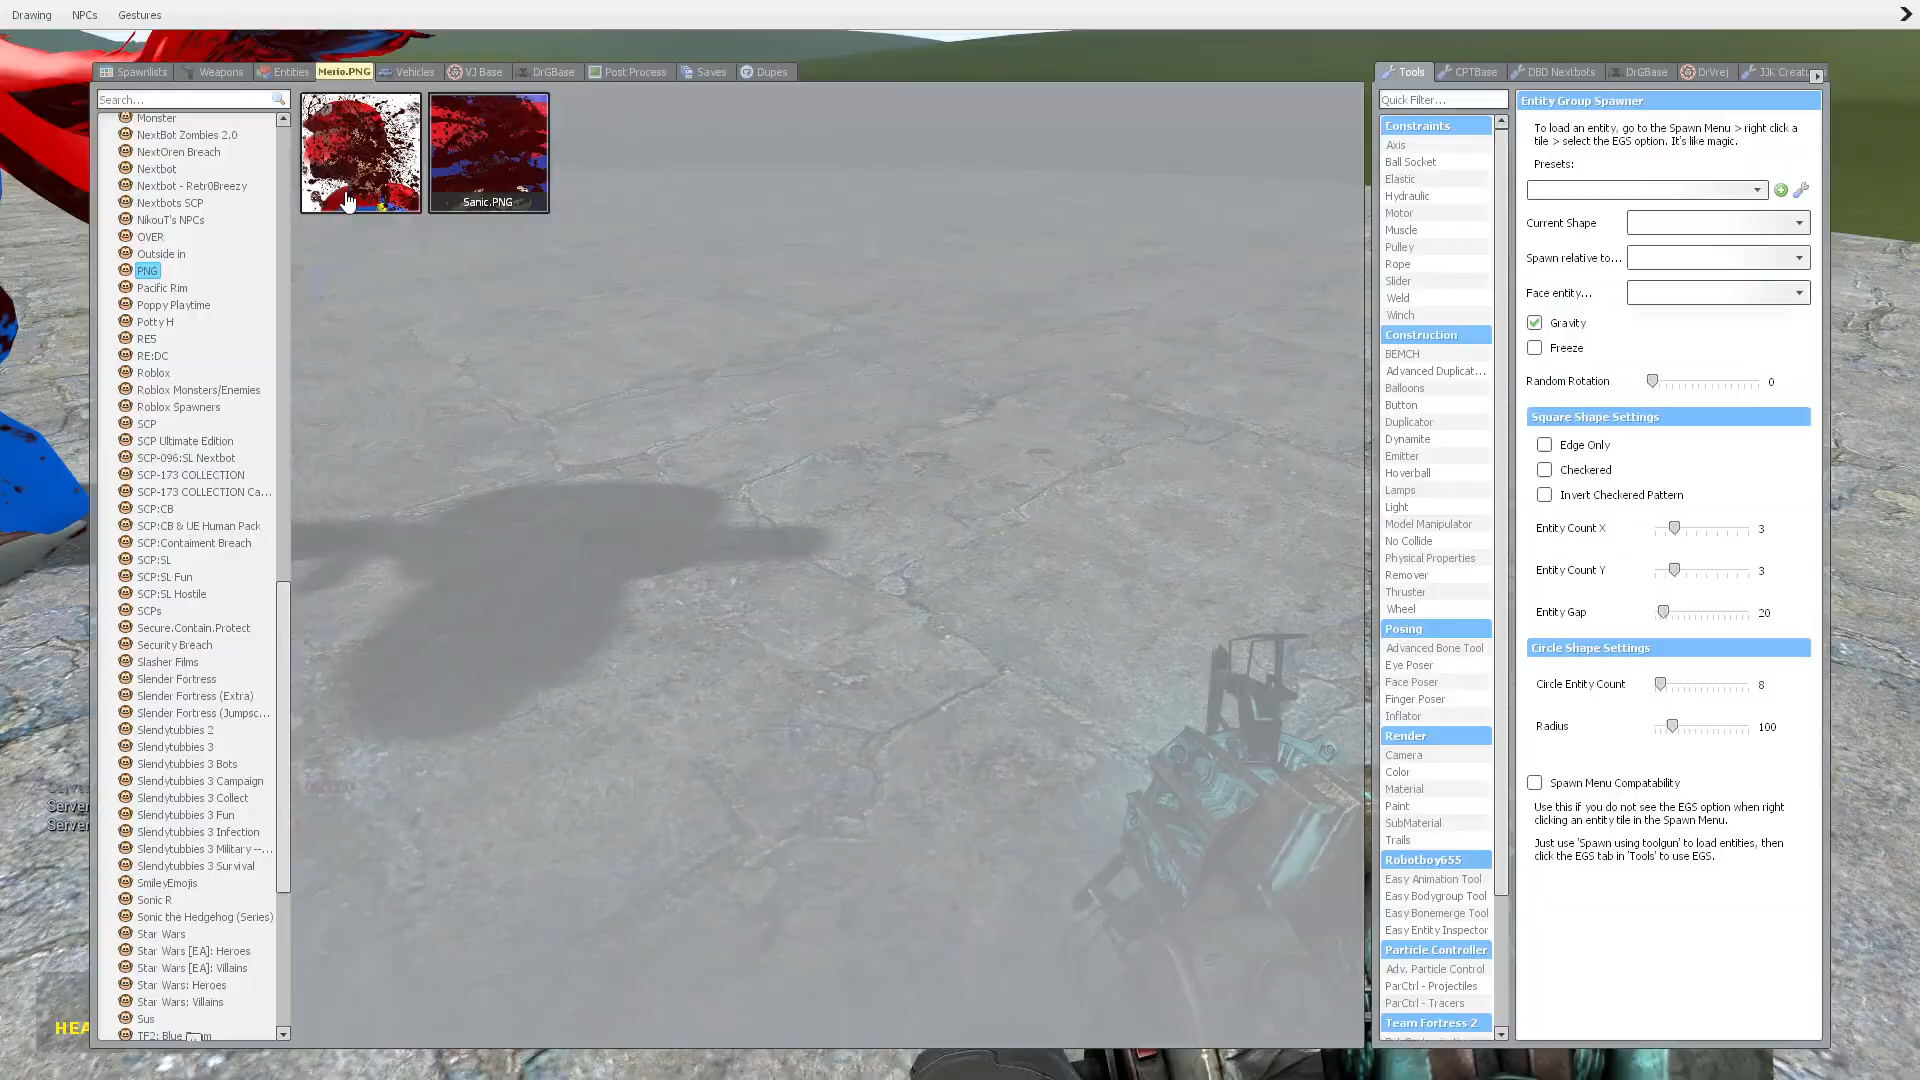 Drawing NPCs Gestures
Spawnlists Weapons Entities Merio.PNG Vehicles VJ Base DrGBase Post Process Saves Dupes
Search...
Monster
NextBot Zombies 2.0
NextOren Breach
Nextbot
Nextbot - Retr0Breezy
Nextbots SCP
NikouT's NPCs
OVER
Outside in
PNG
Pacific Rim
Poppy Playtime
Potty H
RE5
RE:DC
Roblox
Roblox Monsters/Enemies
Roblox Spawners
SCP
SCP Ultimate Edition
SCP-096:SL Nextbot
SCP-173 COLLECTION
SCP-173 COLLECTION Ca...
SCP:CB
SCP:CB & UE Human Pack
SCP:Contaiment Breach
SCP:SL
SCP:SL Fun
SCP:SL Hostile
SCPs
Secure.Contain.Protect
Security Breach
Slasher Films
Slender Fortress
Slender Fortress (Extra)
Slender Fortress (Jumpsc...
Slendytubbies 2
Slendytubbies 3
Slendytubbies 3 Bots
Slendytubbies 3 Campaign
Slendytubbies 3 Collect
Slendytubbies 3 Fun
Slendytubbies 3 Infection
Slendytubbies 3 Military --...
Slendytubbies 3 Survival
SmileyEmojis
Sonic R
Sonic the Hedgehog (Series)
Star Wars
Star Wars [EA]: Heroes
Star Wars [EA]: Villains
Star Wars: Heroes
Star Wars: Villains
Sus
TF2: Blue
Sanic.PNG
Server
Server
HEA
Tools CPTBase DBD Nextbots DrGBase DrVrej JJK Creatu
Quick Filter...
Constraints
Axis
Ball Socket
Elastic
Hydraulic
Motor
Muscle
Pulley
Rope
Slider
Weld
Winch
Construction
BEMCH
Advanced Duplicat...
Balloons
Button
Duplicator
Dynamite
Emitter
Hoverball
Lamps
Light
Model Manipulator
No Collide
Physical Properties
Remover
Thruster
Wheel
Posing
Advanced Bone Tool
Eye Poser
Face Poser
Finger Poser
Inflator
Render
Camera
Color
Material
Paint
SubMaterial
Trails
Robotboy655
Easy Animation Tool
Easy Bodygroup Tool
Easy Bonemerge Tool
Easy Entity Inspector
Particle Controller
Adv. Particle Control
ParCtrl - Projectiles
ParCtrl - Tracers
Team Fortress 2
Entity Group Spawner
To load an entity, go to the Spawn Menu > right click a
tile > select the EGS option. It's like magic.
Presets:
Current Shape
Spawn relative to...
Face entity...
Gravity
Freeze
Random Rotation 0
Square Shape Settings
Edge Only
Checkered
Invert Checkered Pattern
Entity Count X 3
Entity Count Y 3
Entity Gap 20
Circle Shape Settings
Circle Entity Count 8
Radius 100
Spawn Menu Compatability
Use this if you do not see the EGS option when right
clicking an entity tile in the Spawn Menu.
Just use 'Spawn using toolgun' to load entities, then
click the EGS tab in 'Tools' to use EGS.